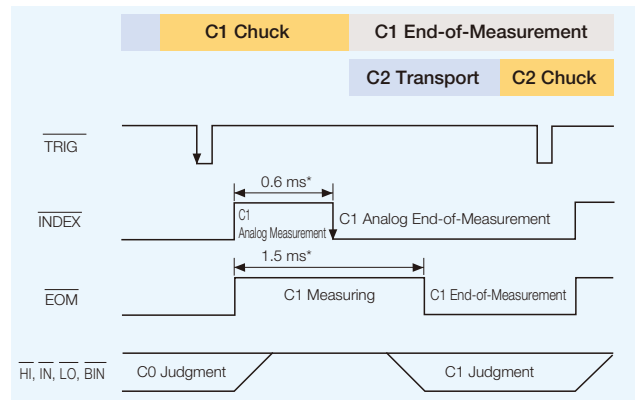 C1 Chuck
C1 End-of-Measurement
C2 Transport
C2 Chuck
TRIG
0.6 ms*
INDEX
C1
Analog Measurement
C1 Analog End-of-Measurement
1.5 ms*
EOM
C1 Measuring
C1 End-of-Measurement
HI, IN, LO, BIN
C0 Judgment
C1 Judgment